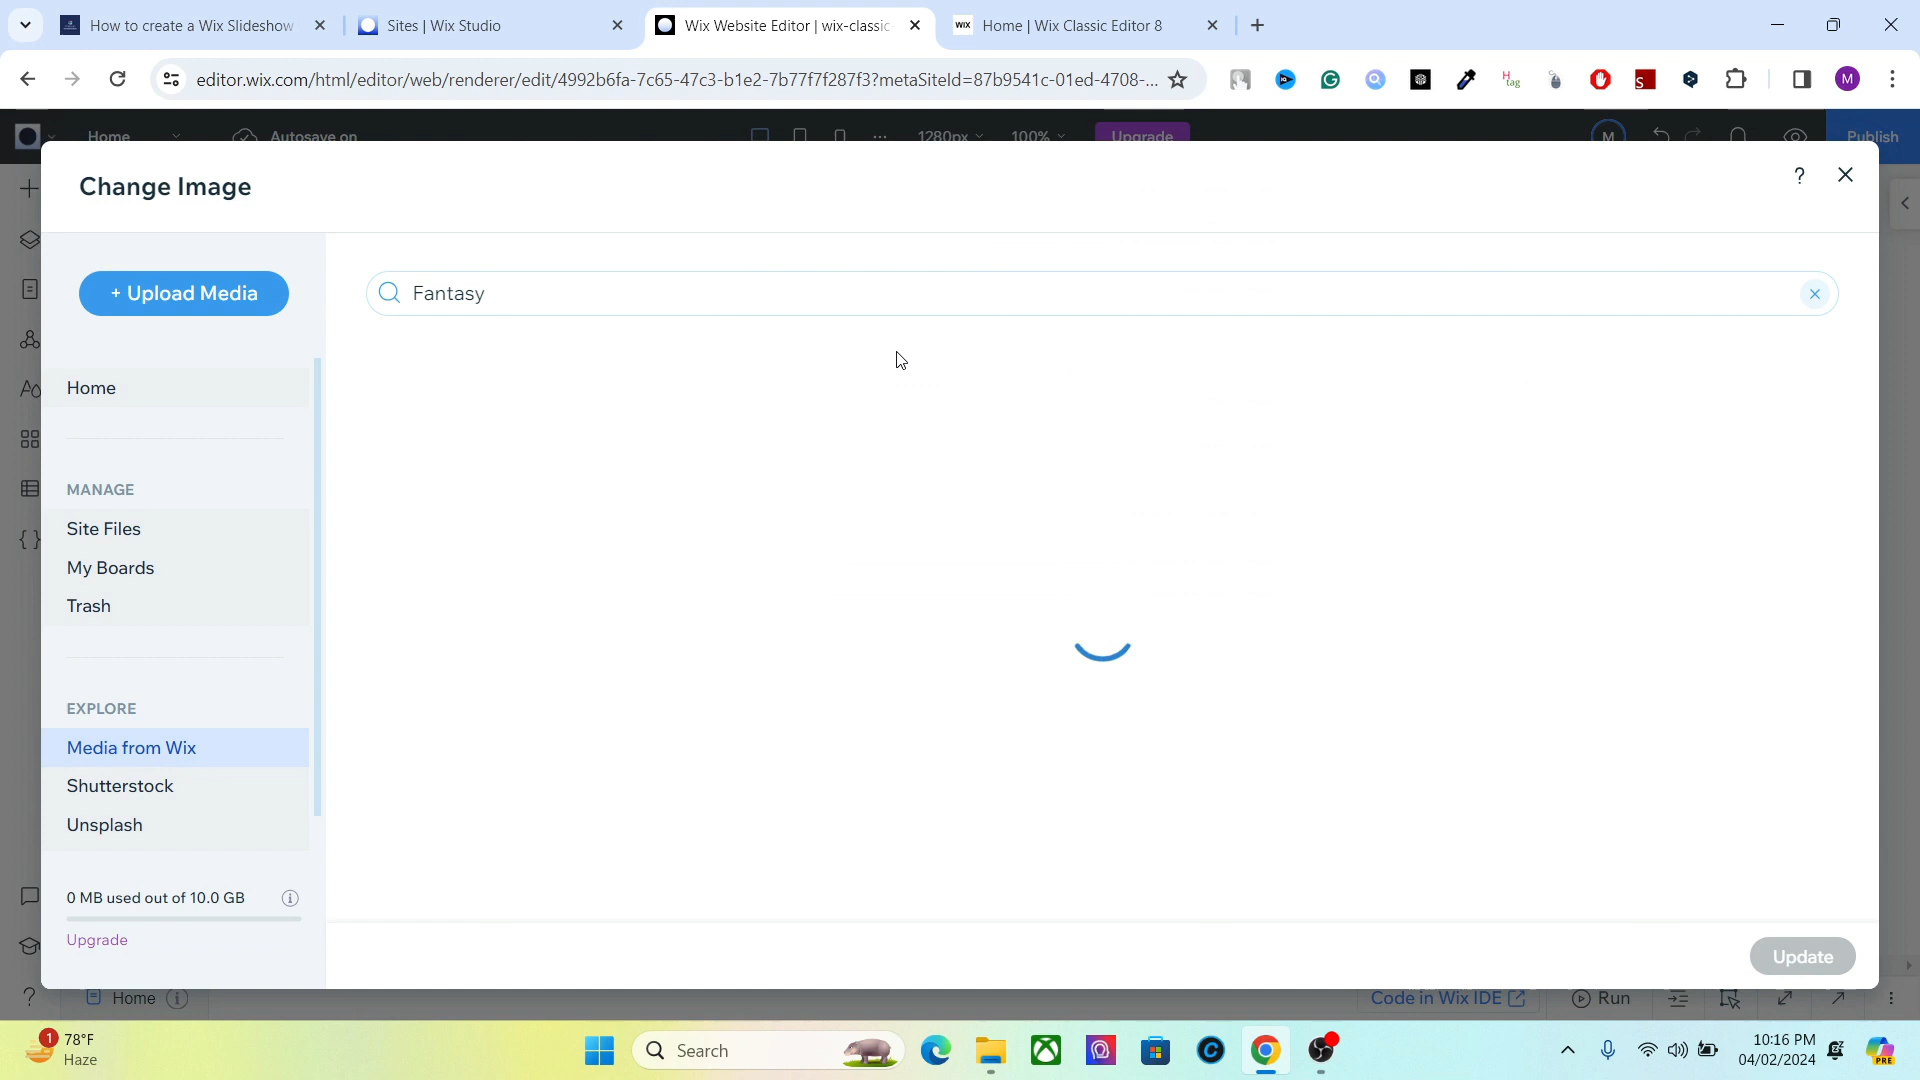 How to create a Wix Slideshow
Sites | Wix Studio
Wix Website Editor | wix-classic
WIX
Home | Wix Classic Editor 8
editor.wix.com/html/editor/web/renderer/edit/4992b6fa-7c65-47c3-b1e2-7b77f7f287f3?metaSiteId=87b9541c-01ed-4708-...
Htag
M
Home
Autosave on
1280px
100%
Upgrade
M
Publish
Change Image
?
+ Upload Media
Fantasy
Home
MANAGE
Site Files
My Boards
Trash
EXPLORE
Media from Wix
Shutterstock
Unsplash
0 MB used out of 10.0 GB
Upgrade
Update
?
Home
Code in Wix IDE
Run
1
78°F
Haze
Search
10:16 PM
04/02/2024
PRE